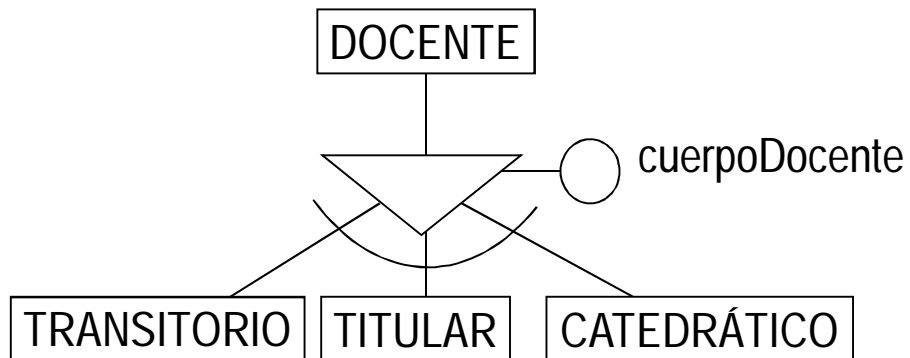 DOCENTE
cuerpoDocente
TRANSITORIO
TITULAR
CATEDRÁTICO